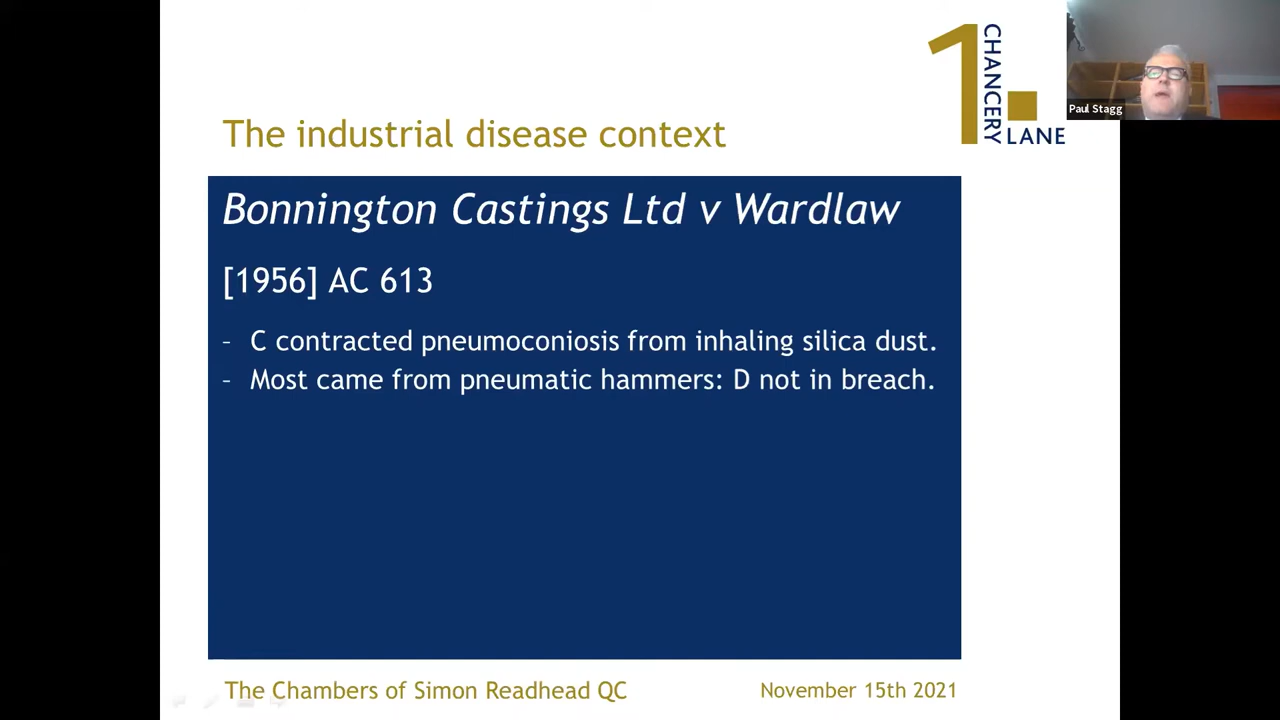 1 CHANCERY LANE
Paul Stagg
The industrial disease context
Bonnington Castings Ltd v Wardlaw
[1956] AC 613
– C contracted pneumoconiosis from inhaling silica dust.
– Most came from pneumatic hammers: D not in breach.
The Chambers of Simon Readhead QC
November 15th 2021